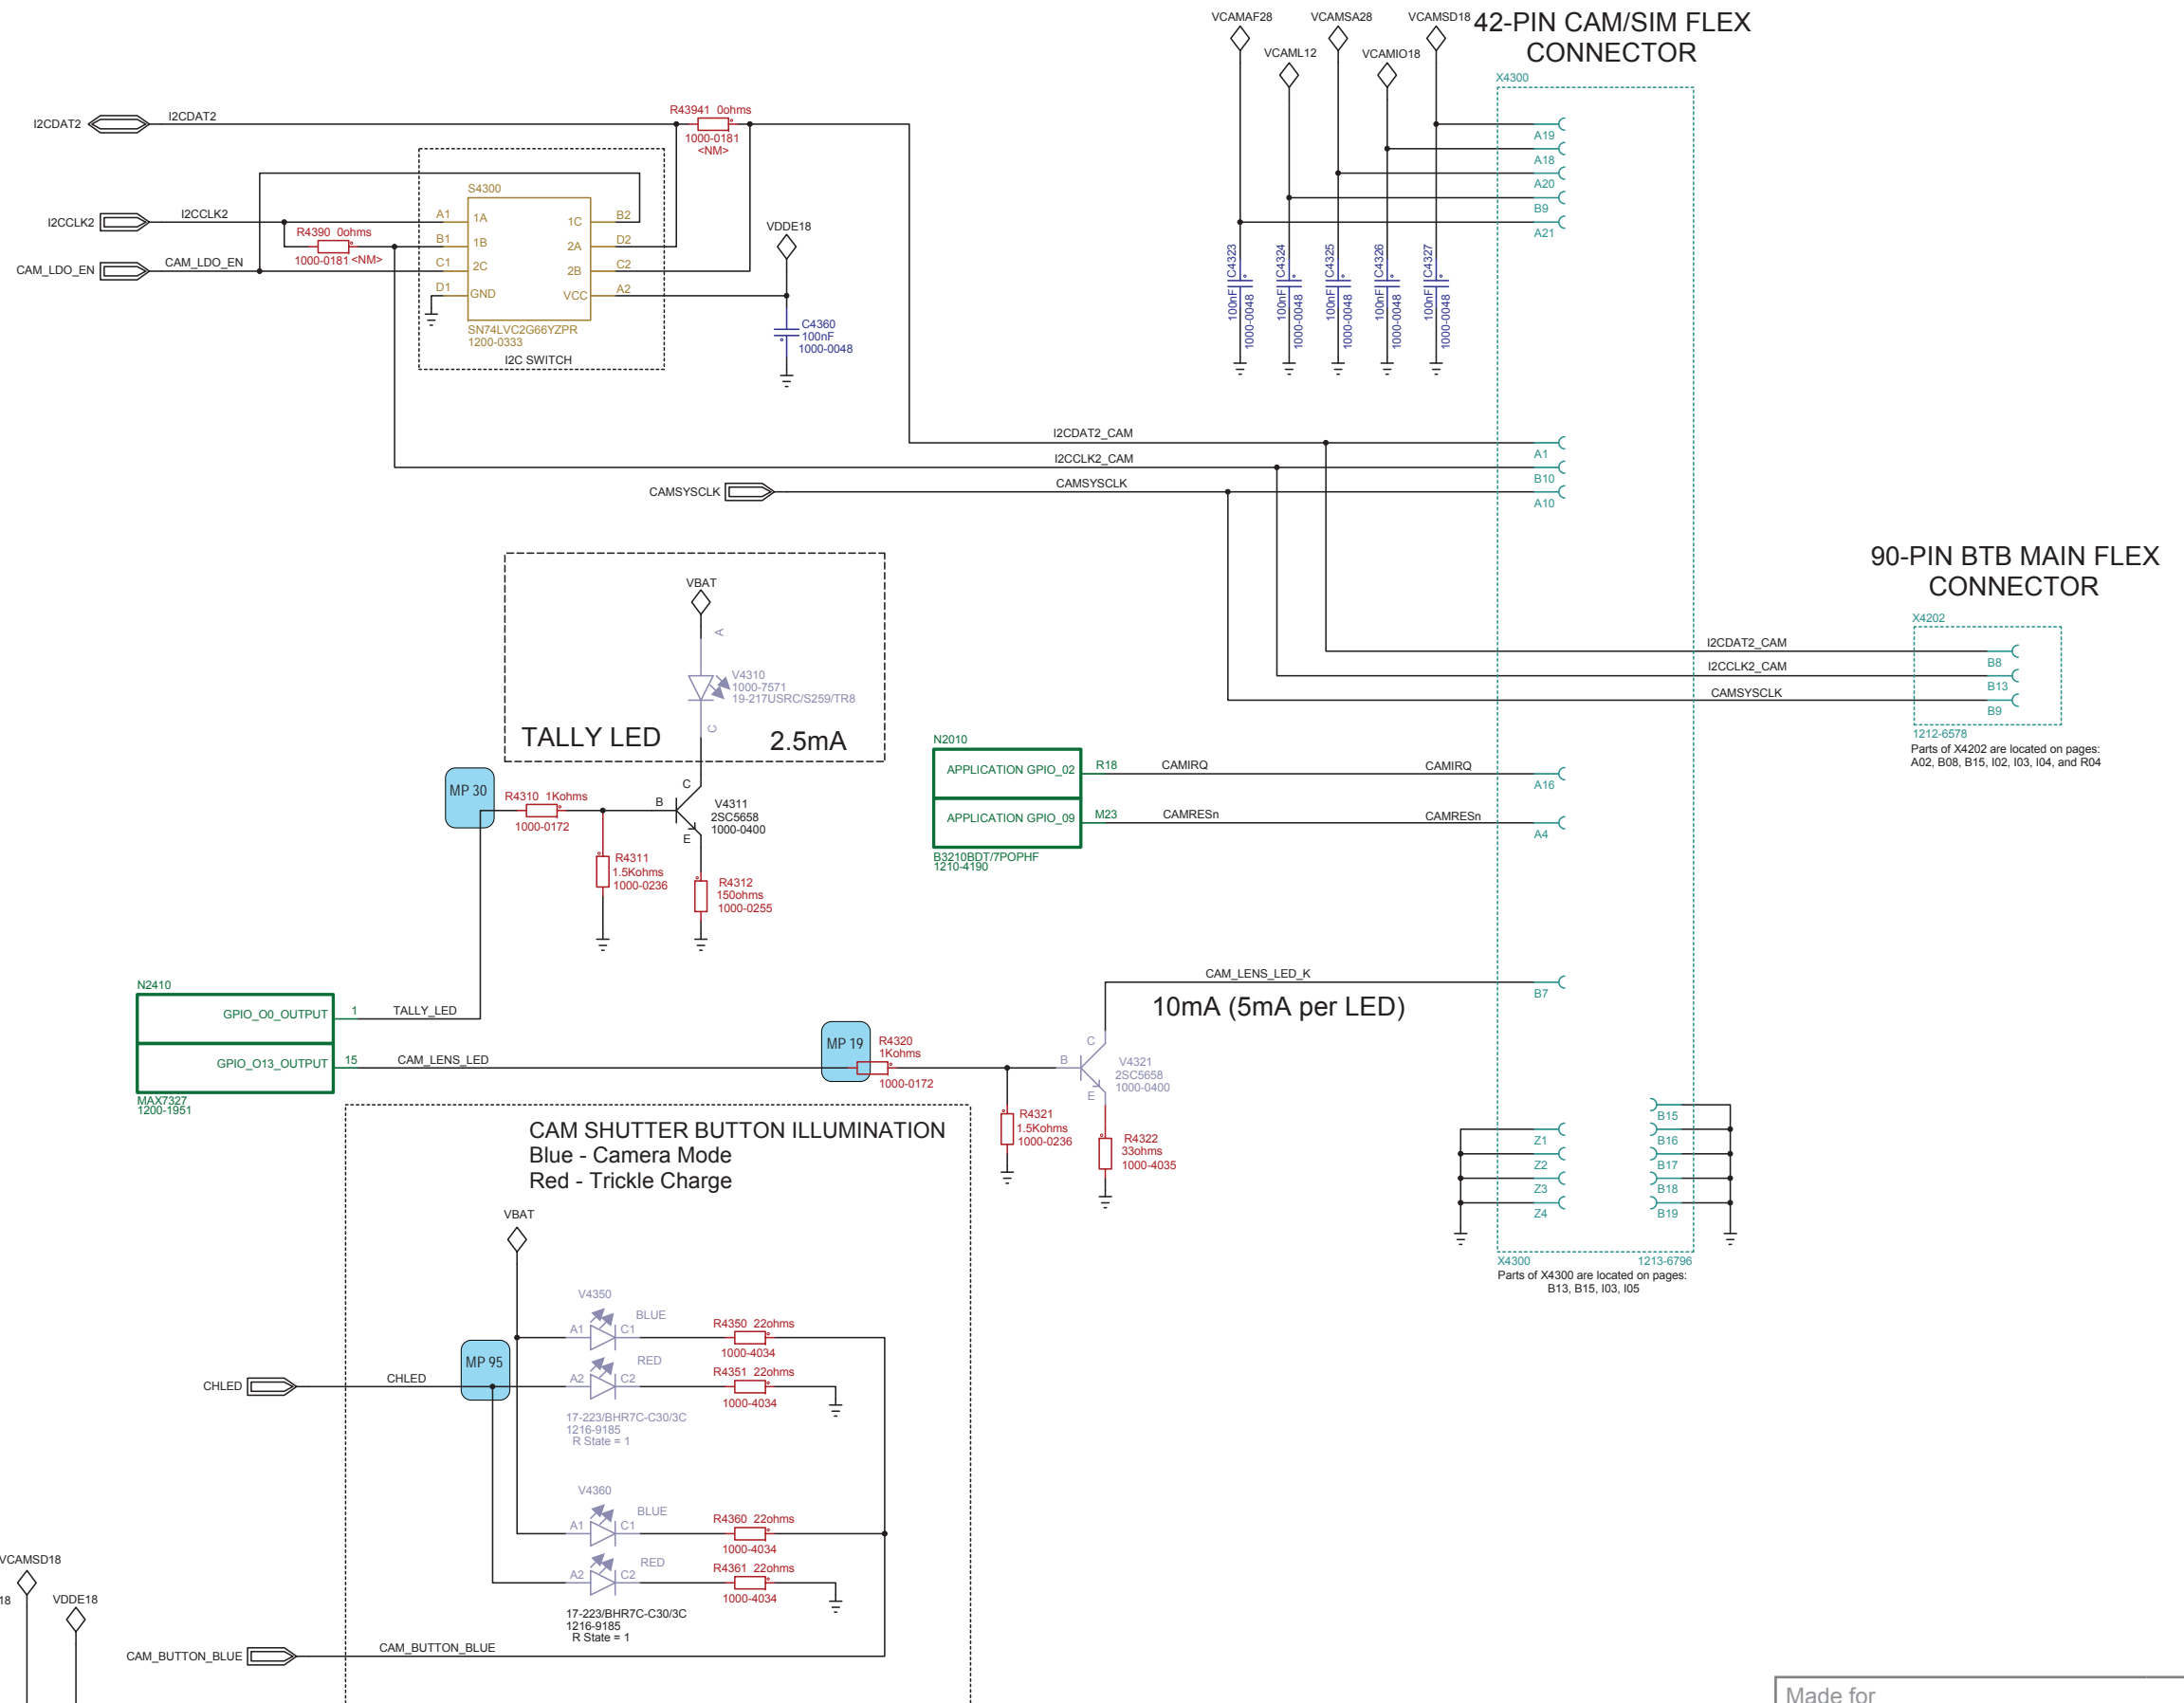 VCAMAF28
VCAMSA28
VCAMSD18
42-PIN CAM/SIM FLEX
CONNECTOR
VCAML12
VCAMIO18
X4300
I2CDAT2
I2CDAT2
R43941 0ohms
1000-0181
<NM>
A19
A18
A20
B9
A21
S4300
I2CCLK2
I2CCLK2
A1
1A
1C
B2
R4390 0ohms
1000-0181 <NM>
B1
1B
2A
D2
VDDE18
CAM_LDO_EN
CAM_LDO_EN
C1
2C
2B
C2
D1
GND
VCC
A2
SN74LVC2G66YZPR
1200-0333
I2C SWITCH
C4360
100nF
1000-0048
C4323
100nF
1000-0048
C4324
100nF
1000-0048
C4325
100nF
1000-0048
C4326
100nF
1000-0048
C4327
100nF
1000-0048
I2CDAT2_CAM
A1
I2CCLK2_CAM
B10
CAMSYSCLK
CAMSYSCLK
A10
90-PIN BTB MAIN FLEX
CONNECTOR
X4202
I2CDAT2_CAM
B8
I2CCLK2_CAM
B13
CAMSYSCLK
B9
1212-6578
Parts of X4202 are located on pages:
A02, B08, B15, I02, I03, I04, and R04
VBAT
A
V4310
1000-7571
19-217USRC/S259/TR8
C
TALLY LED
2.5mA
N2010
APPLICATION GPIO_02
R18
CAMIRQ
CAMIRQ
A16
APPLICATION GPIO_09
M23
CAMRESn
CAMRESn
A4
B3210BDT/7POPHF
1210-4190
MP 30
R4310 1Kohms
1000-0172
B
C
E
V4311
2SC5658
1000-0400
R4311
1.5Kohms
1000-0236
R4312
150ohms
1000-0255
N2410
GPIO_O0_OUTPUT
1
TALLY_LED
GPIO_O13_OUTPUT
15
CAM_LENS_LED
MAX7327
1200-1951
CAM_LENS_LED_K
B7
10mA (5mA per LED)
MP 19
R4320
1Kohms
1000-0172
C
B
E
V4321
2SC5658
1000-0400
R4321
1.5Kohms
1000-0236
R4322
33ohms
1000-4035
B15
Z1
B16
Z2
B17
Z3
B18
Z4
B19
X4300
1213-6796
Parts of X4300 are located on pages:
B13, B15, I03, I05
CAM SHUTTER BUTTON ILLUMINATION
Blue - Camera Mode
Red - Trickle Charge
VBAT
V4350
A1
C1
BLUE
R4350 22ohms
1000-4034
MP 95
CHLED
CHLED
A2
C2
RED
R4351 22ohms
1000-4034
17-223/BHR7C-C30/3C
1216-9185
R State = 1
V4360
A1
C1
BLUE
R4360 22ohms
1000-4034
A2
C2
RED
R4361 22ohms
1000-4034
17-223/BHR7C-C30/3C
1216-9185
R State = 1
VCAMSD18
18
VDDE18
CAM_BUTTON_BLUE
CAM_BUTTON_BLUE
Made for